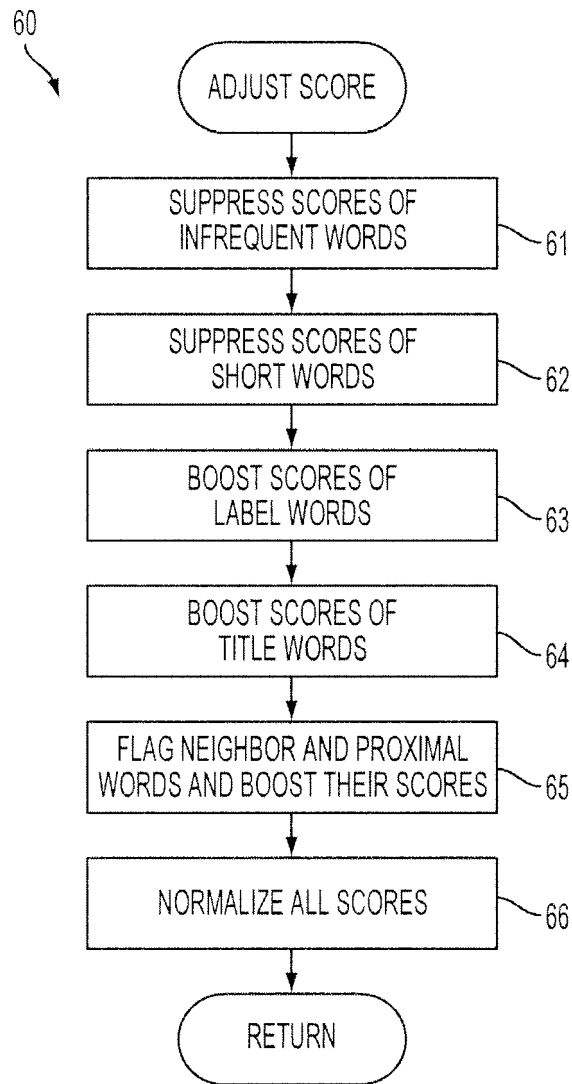 60
ADJUST SCORE
SUPPRESS SCORES OF
INFREQUENT WORDS
61
SUPPRESS SCORES OF
SHORT WORDS
62
BOOST SCORES OF
LABEL WORDS
63
BOOST SCORES OF
TITLE WORDS
64
FLAG NEIGHBOR AND PROXIMAL
WORDS AND BOOST THEIR SCORES
65
NORMALIZE ALL SCORES
66
RETURN